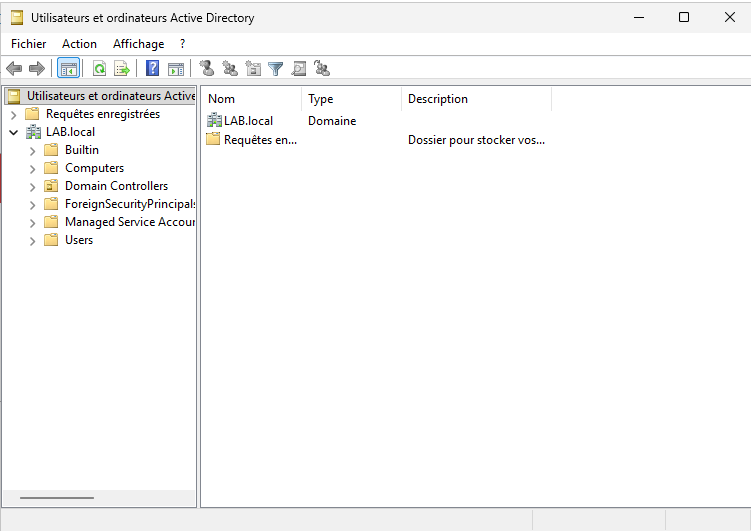 Utilisateurs et ordinateurs Active Directory
Fichier Action Affichage ?
Utilisateurs et ordinateurs Active
Requêtes enregistrées
LAB.local
Builtin
Computers
Domain Controllers
ForeignSecurityPrincipals
Managed Service Accour
Users
Nom Type Description
LAB.local Domaine
Requêtes en... Dossier pour stocker vos...